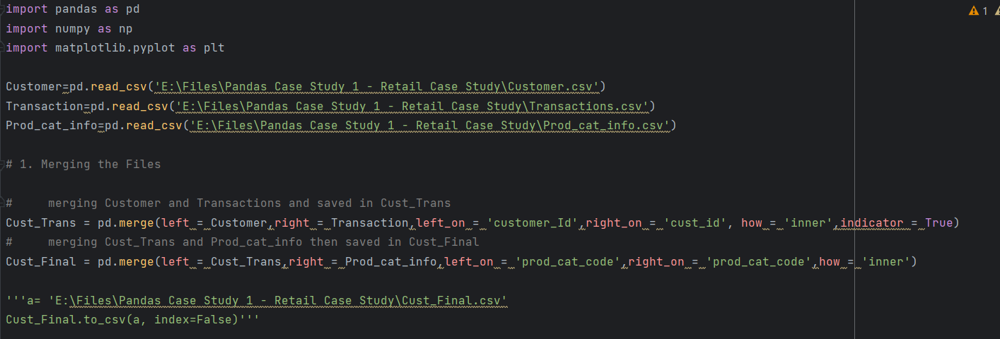 import pandas as pd
import numpy as np
import matplotlib.pyplot as plt
Customer=pd.read_csv('E:\Files\Pandas Case Study 1 - Retail Case Study\Customer.csv')
Transaction=pd.read_csv('E:\Files\Pandas Case Study 1 - Retail Case Study\Transactions.csv')
Prod_cat_info=pd.read_csv('E:\Files\Pandas Case Study 1 - Retail Case Study\Prod_cat_info.csv')
# 1. Merging the Files
#     merging Customer and Transactions and saved in Cust_Trans
Cust_Trans = pd.merge(left = Customer,right = Transaction,left_on = 'customer_Id',right_on = 'cust_id', how = 'inner',indicator = True)
#     merging Cust_Trans and Prod_cat_info then saved in Cust_Final
Cust_Final = pd.merge(left = Cust_Trans,right = Prod_cat_info,left_on = 'prod_cat_code',right_on = 'prod_cat_code',how = 'inner')
'''a= 'E:\Files\Pandas Case Study 1 - Retail Case Study\Cust_Final.csv'
Cust_Final.to_csv(a, index=False)'''
1